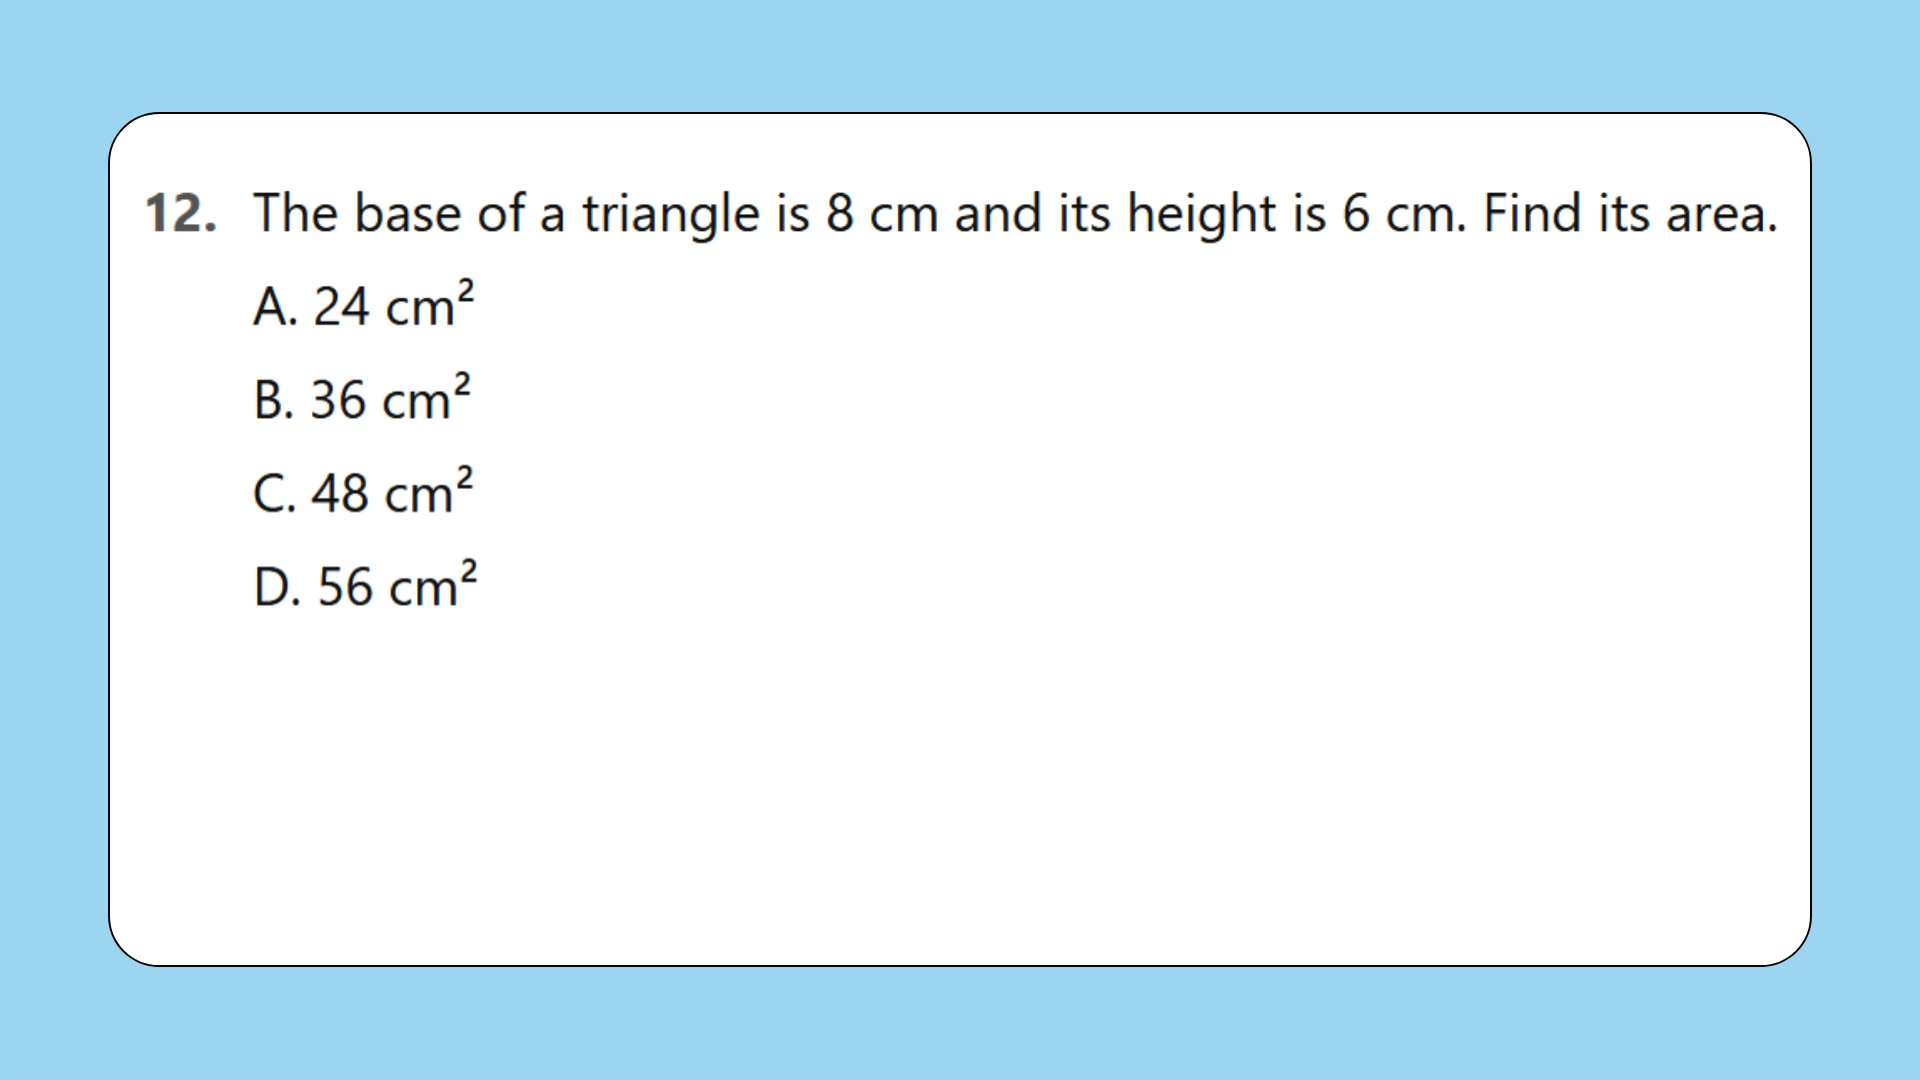 12. The base of a triangle is 8 cm and its height is 6 cm. Find its area.
A. 24 cm²
B. 36 cm²
C. 48 cm²
D. 56 cm²